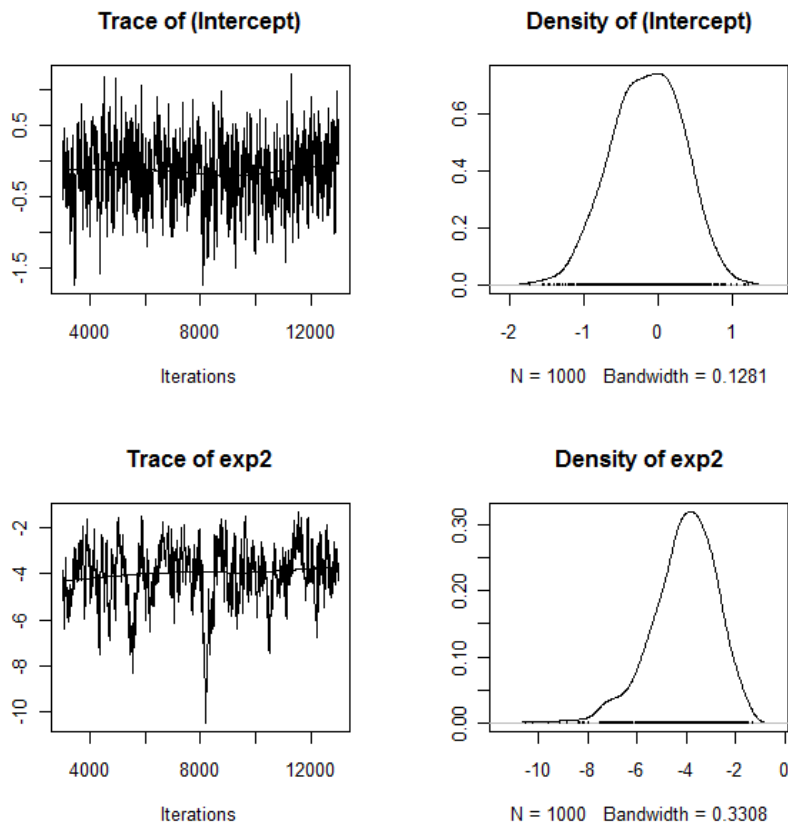 Trace of (Intercept)
0.5
-0.5
-1.5
4000 8000 12000
Iterations
Density of (Intercept)
0.6
0.4
0.2
0.0
-2 -1 0 1
N = 1000 Bandwidth = 0.1281
Trace of exp2
-2
-4
-6
-8
-10
4000 8000 12000
Iterations
Density of exp2
0.30
0.20
0.10
0.00
-10 -8 -6 -4 -2 0
N = 1000 Bandwidth = 0.3308